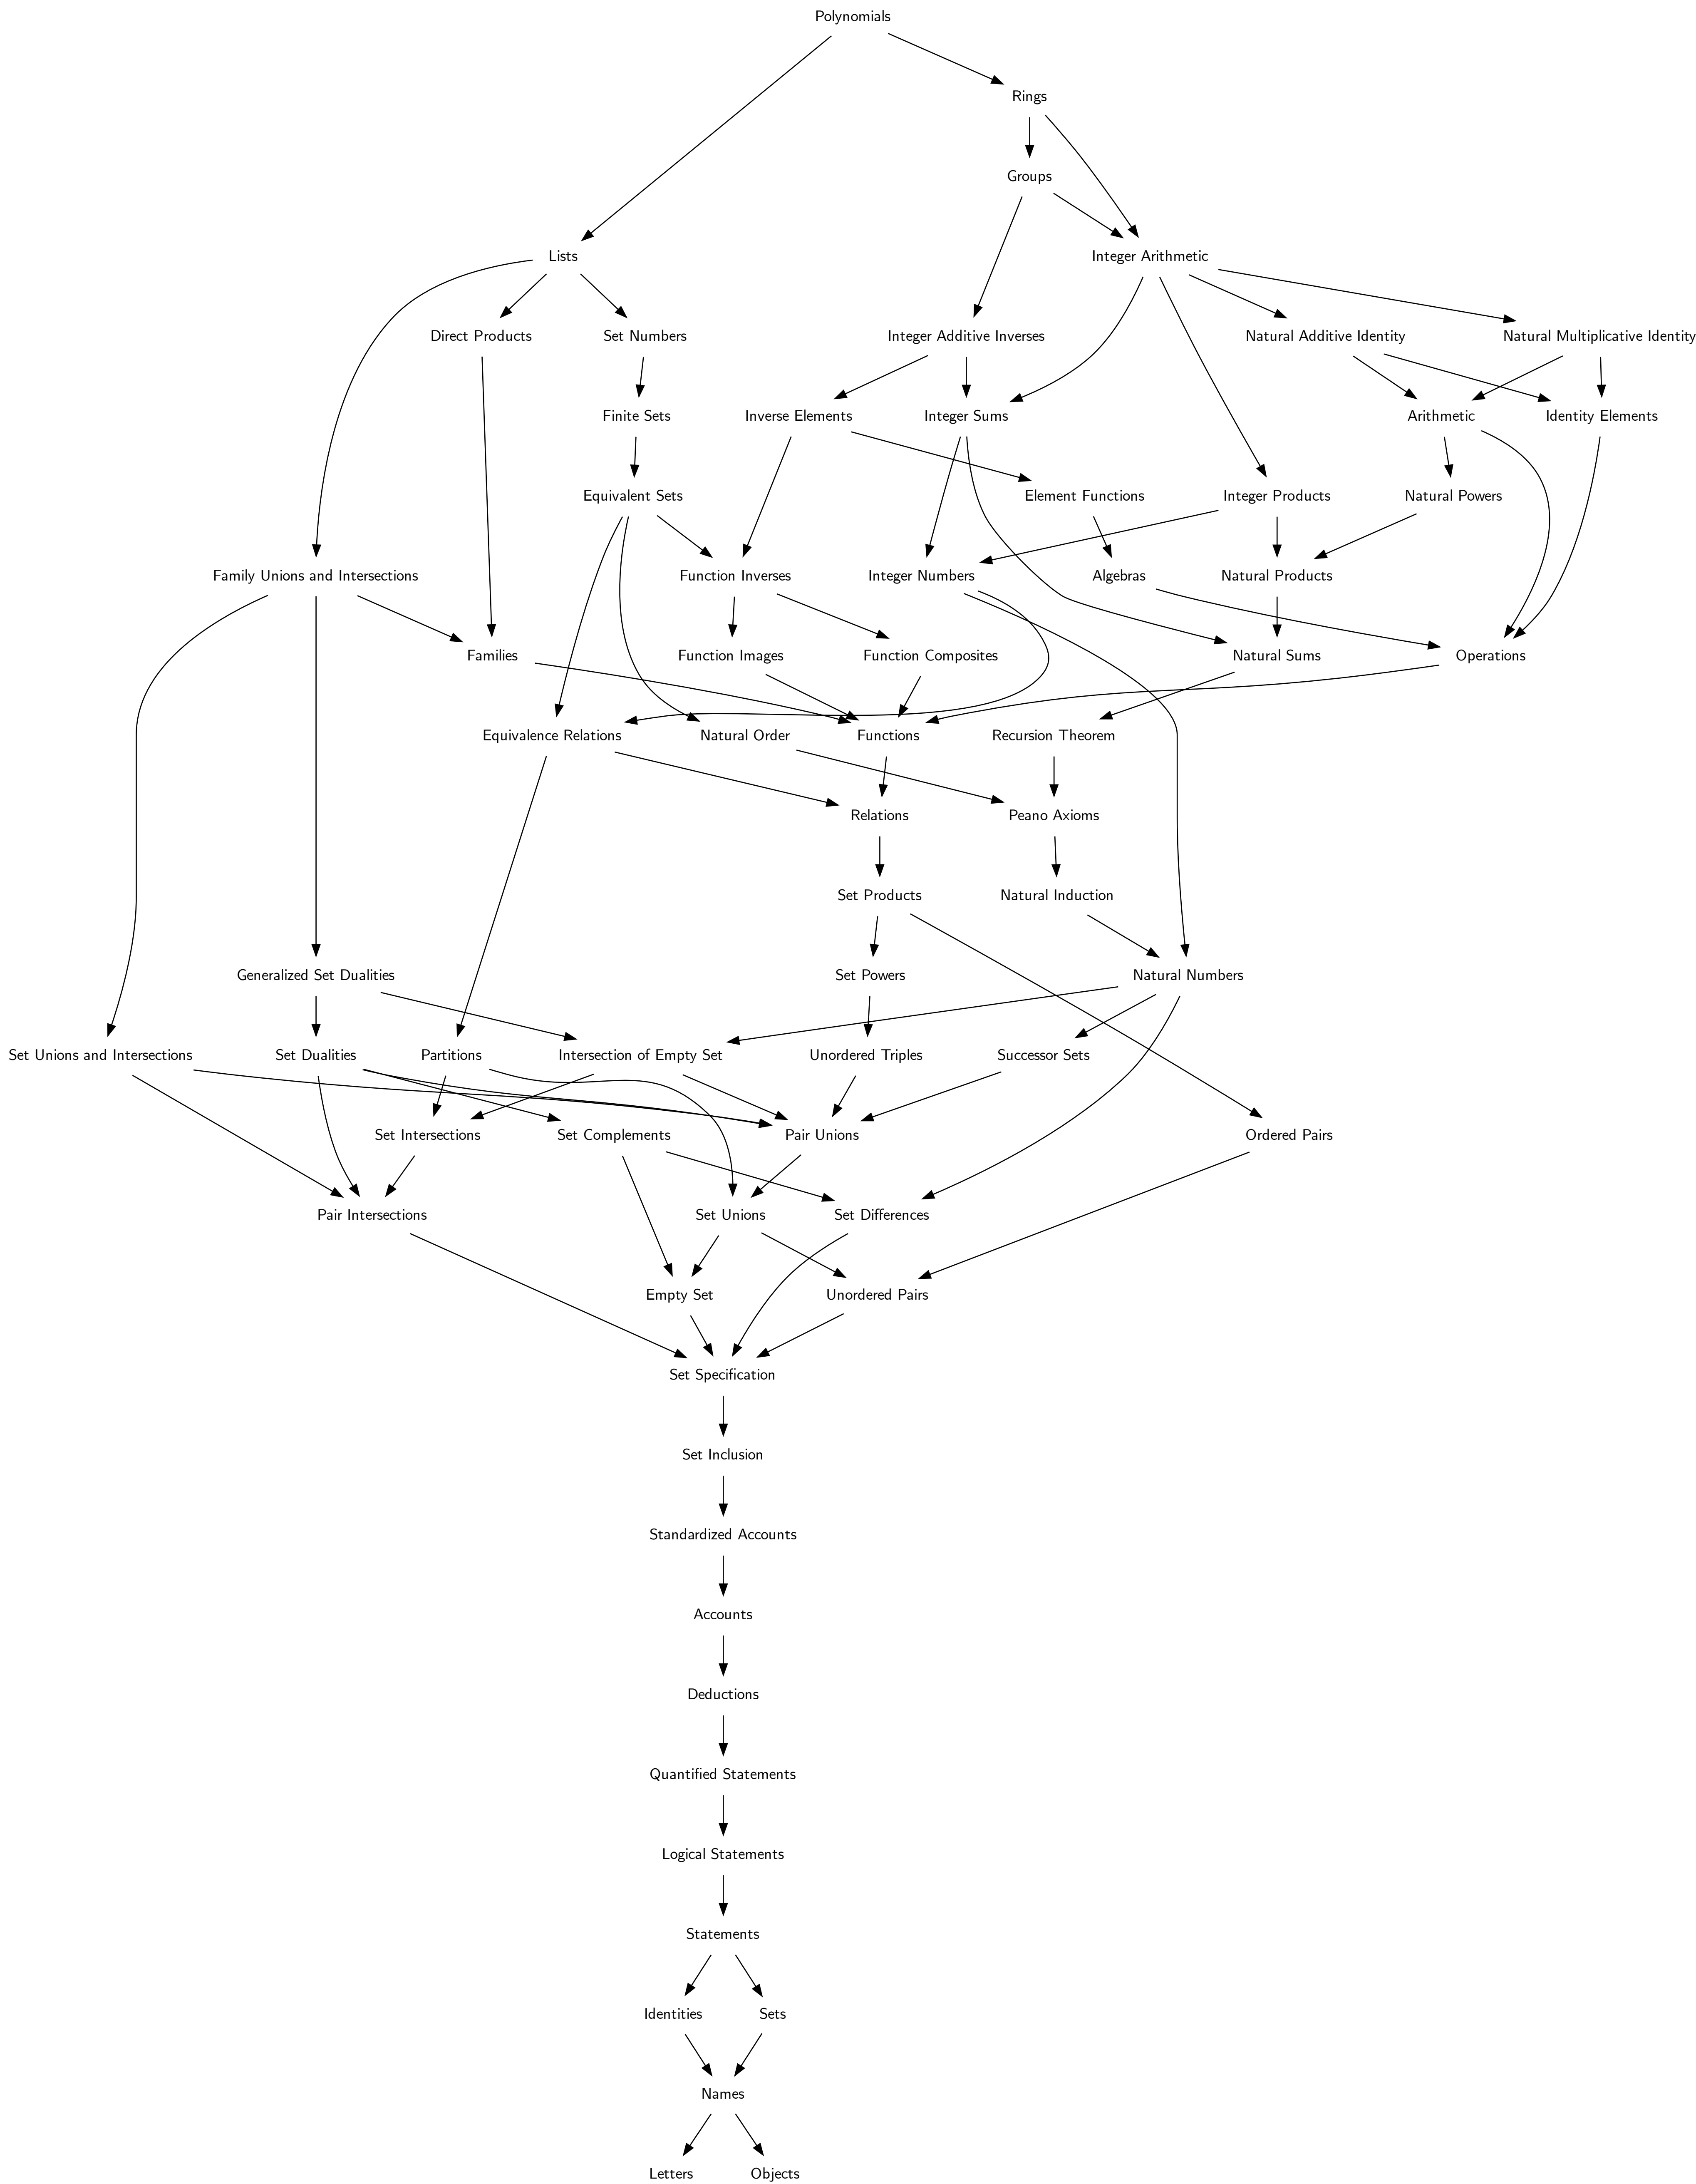 Polynomials
Rings
Groups
Lists
Integer Arithmetic
Direct Products
Set Numbers
Integer Additive Inverses
Natural Additive Identity
Natural Multiplicative Identity
Finite Sets
Inverse Elements
Integer Sums
Arithmetic
Identity Elements
Equivalent Sets
Element Functions
Integer Products
Natural Powers
Family Unions and Intersections
Function Inverses
Integer Numbers
Algebras
Natural Products
Families
Function Images
Function Composites
Natural Sums
Operations
Equivalence Relations
Natural Order
Functions
Recursion Theorem
Relations
Peano Axioms
Set Products
Natural Induction
Generalized Set Dualities
Set Powers
Natural Numbers
Set Unions and Intersections
Set Dualities
Partitions
Intersection of Empty Set
Unordered Triples
Successor Sets
Set Intersections
Set Complements
Pair Unions
Ordered Pairs
Pair Intersections
Set Unions
Set Differences
Empty Set
Unordered Pairs
Set Specification
Set Inclusion
Standardized Accounts
Accounts
Deductions
Quantified Statements
Logical Statements
Statements
Identities
Sets
Names
Letters
Objects